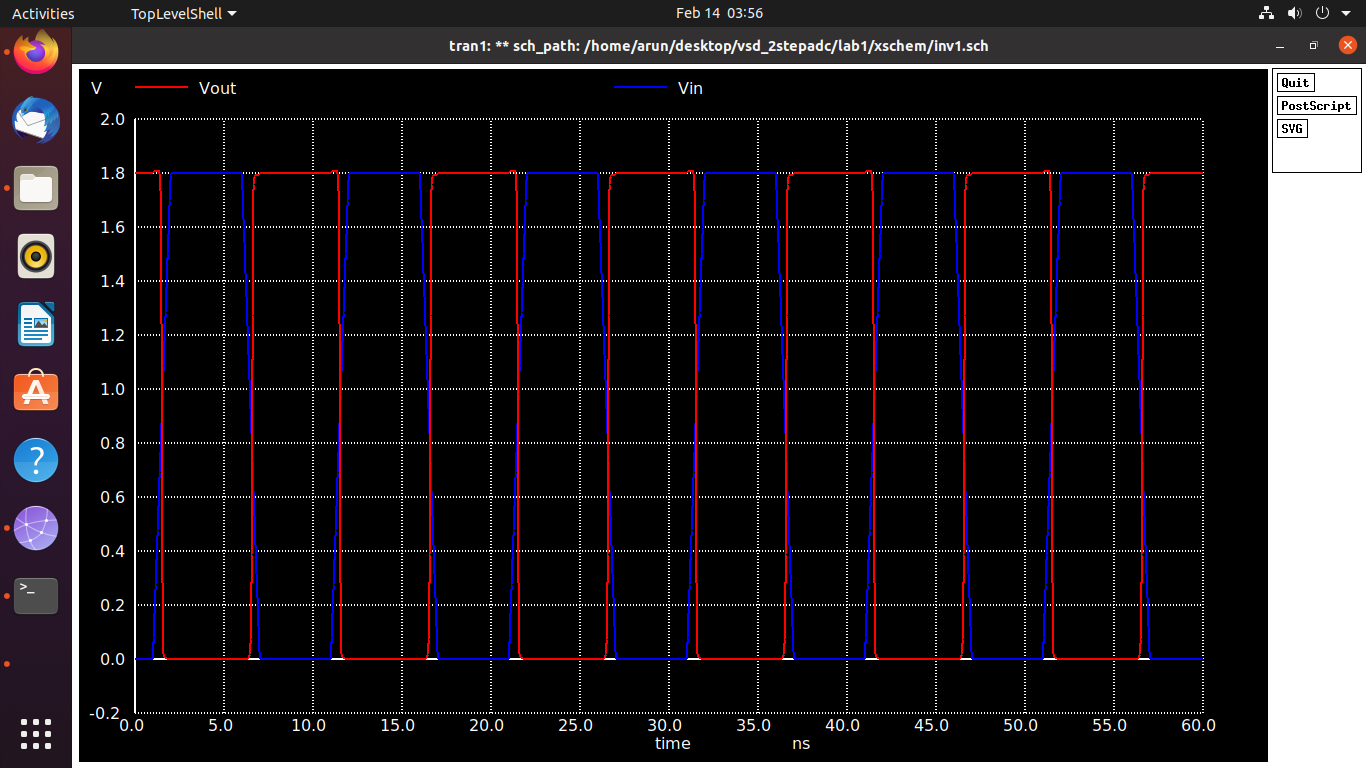 Activities TopLevelShell Feb 14 03:56
tran1: ** sch_path: /home/arun/desktop/vsd_2stepadc/lab1/xschem/inv1.sch
V Vout Vin
Quit
PostScript
SVG
2.0
1.8
1.6
1.4
1.2
1.0
0.8
0.6
0.4
0.2
0.0
-0.2
0.0 5.0 10.0 15.0 20.0 25.0 30.0 35.0 40.0 45.0 50.0 55.0 60.0
time ns
?
>_